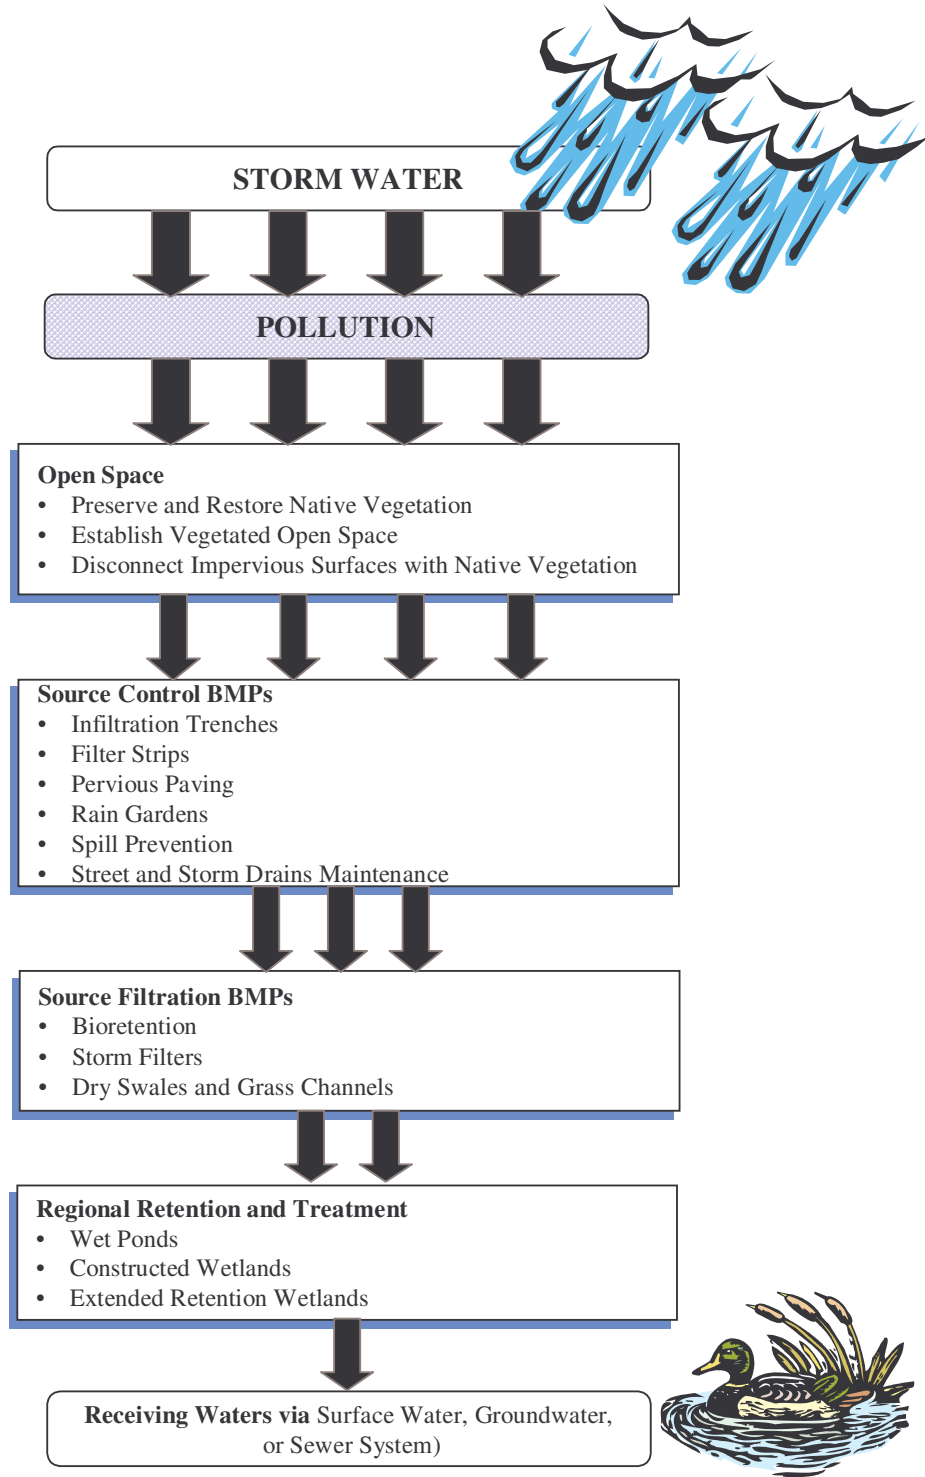 STORM WATER
POLLUTION
Open Space
• Preserve and Restore Native Vegetation
• Establish Vegetated Open Space
• Disconnect Impervious Surfaces with Native Vegetation
Source Control BMPs
• Infiltration Trenches
• Filter Strips
• Pervious Paving
• Rain Gardens
• Spill Prevention
• Street and Storm Drains Maintenance
Source Filtration BMPs
• Bioretention
• Storm Filters
• Dry Swales and Grass Channels
Regional Retention and Treatment
• Wet Ponds
• Constructed Wetlands
• Extended Retention Wetlands
Receiving Waters via Surface Water, Groundwater,
or Sewer System)